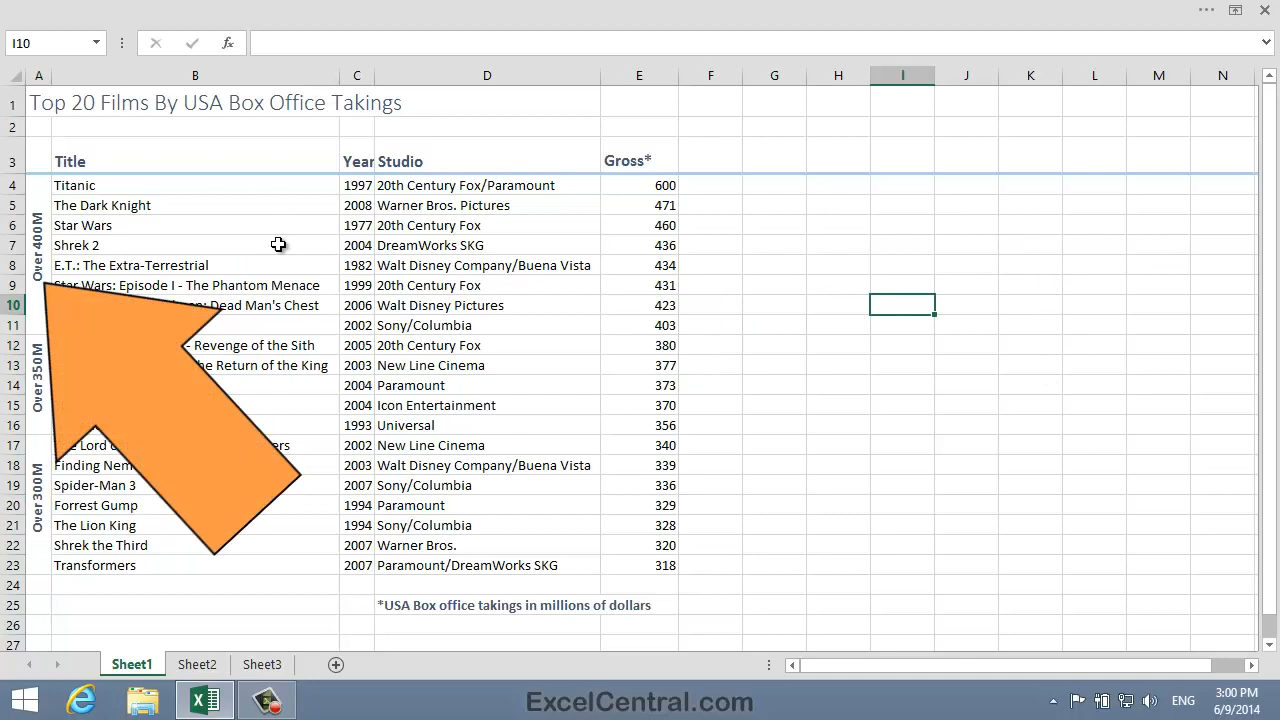 I10
fx
A B C D E F G H I J K L M N
1 Top 20 Films By USA Box Office Takings
2
3 Title Year Studio Gross*
4 Titanic 1997 20th Century Fox/Paramount 600
5 The Dark Knight 2008 Warner Bros. Pictures 471
6 Star Wars 1977 20th Century Fox 460
7 Shrek 2 2004 DreamWorks SKG 436
8 E.T.: The Extra-Terrestrial 1982 Walt Disney Company/Buena Vista 434
9 Star Wars: Episode I - The Phantom Menace 1999 20th Century Fox 431
10 Dead Man's Chest 2006 Walt Disney Pictures 423
11 2002 Sony/Columbia 403
Over 400M
12 - Revenge of the Sith 2005 20th Century Fox 380
13 he Return of the King 2003 New Line Cinema 377
14 2004 Paramount 373
15 2004 Icon Entertainment 370
16 1993 Universal 356
Over 350M
17 Lord 2002 New Line Cinema 340
18 Finding Nem 2003 Walt Disney Company/Buena Vista 339
19 Spider-Man 3 2007 Sony/Columbia 336
20 Forrest Gump 1994 Paramount 329
21 The Lion King 1994 Sony/Columbia 328
22 Shrek the Third 2007 Warner Bros. 320
23 Transformers 2007 Paramount/DreamWorks SKG 318
Over 300M
24
25 *USA Box office takings in millions of dollars
26
27
Sheet1 Sheet2 Sheet3
ExcelCentral.com
ENG
3:00 PM
6/9/2014